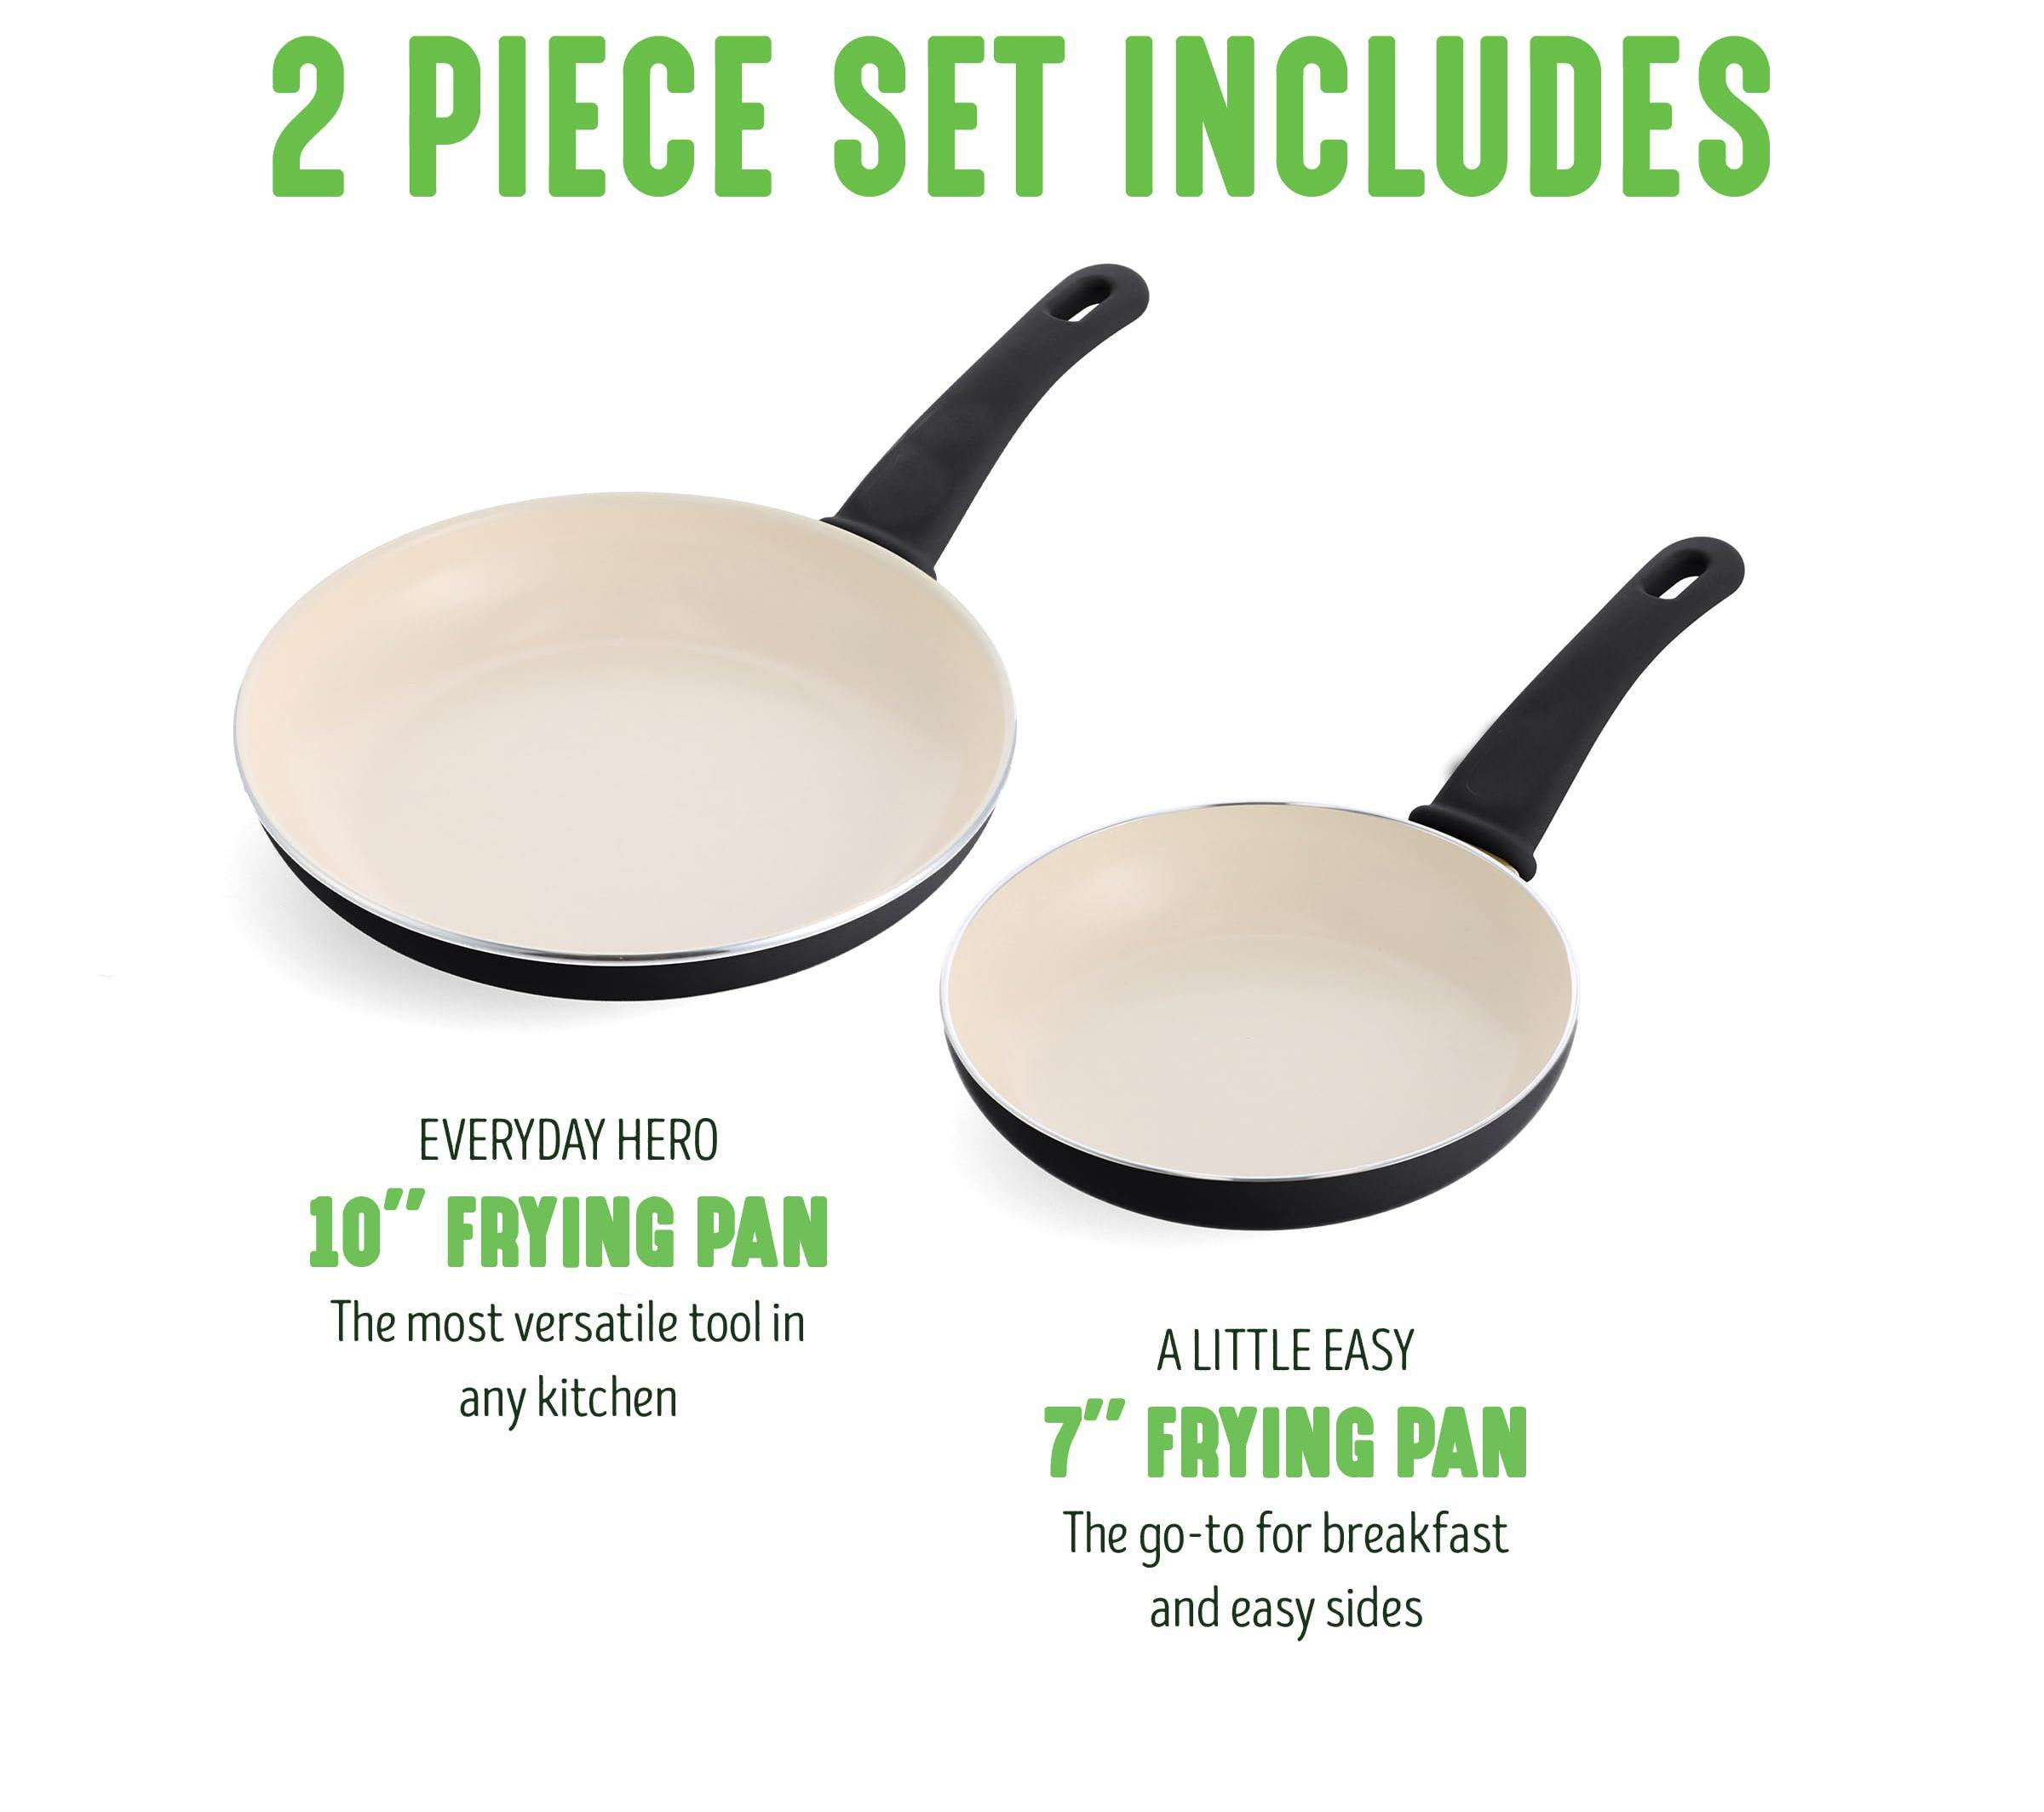 2 PIECE SET INCLUDES
EVERYDAY HERO
10" FRYING PAN
The most versatile tool in
any kitchen
A LITTLE EASY
7" FRYING PAN
The go-to for breakfast
and easy sides